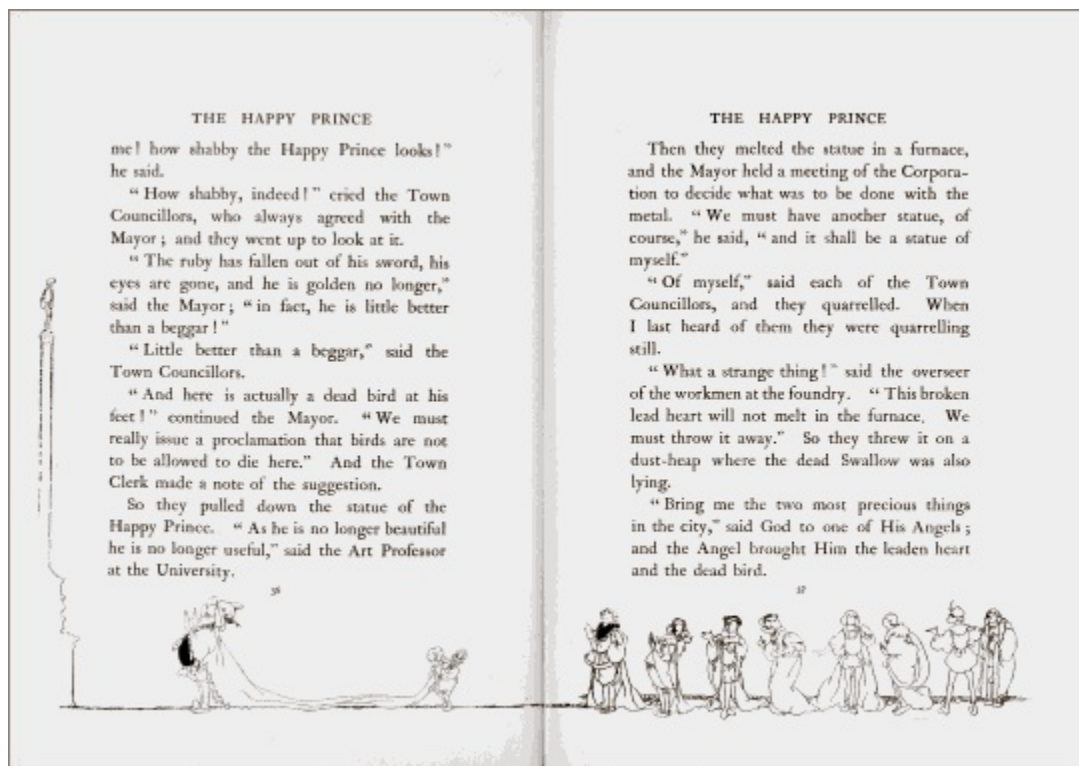 THE HAPPY PRINCE
me! how shabby the Happy Prince looks!"
he said.
"How shabby, indeed!" cried the Town
Councillors, who always agreed with the
Mayor; and they went up to look at it.
"The ruby has fallen out of his sword, his
eyes are gone, and he is golden no longer,"
said the Mayor; "in fact, he is little better
than a beggar!"
"Little better than a beggar," said the
Town Councillors.
"And here is actually a dead bird at his
feet!" continued the Mayor. "We must
really issue a proclamation that birds are not
to be allowed to die here." And the Town
Clerk made a note of the suggestion.
So they pulled down the statue of the
Happy Prince. "As he is no longer beautiful
he is no longer useful," said the Art Professor
at the University.
56
THE HAPPY PRINCE
Then they melted the statue in a furnace,
and the Mayor held a meeting of the Corpora-
tion to decide what was to be done with the
metal. "We must have another statue, of
course," he said, "and it shall be a statue of
myself."
"Of myself," said each of the Town
Councillors, and they quarrelled. When
I last heard of them they were quarrelling
still.
"What a strange thing!" said the overseer
of the workmen at the foundry. "This broken
lead heart will not melt in the furnace. We
must throw it away." So they threw it on a
dust-heap where the dead Swallow was also
lying.
"Bring me the two most precious things
in the city," said God to one of His Angels;
and the Angel brought Him the leaden heart
and the dead bird.
57